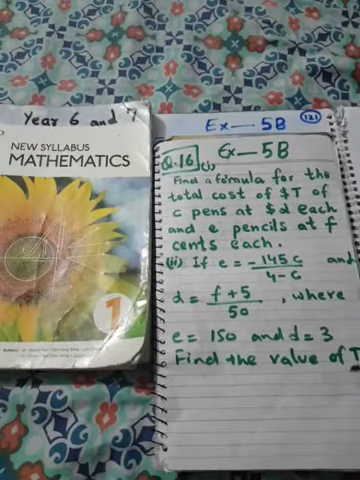 Year 6 and 7
NEW SYLLABUS
MATHEMATICS
1
Ex — 5B
121
Q.16 (i) Ex — 5B
Find a formula for the
total cost of $T of
c pens at $d each
and e pencils at f
cents each.
(ii) If e = -145c/4-c and
d = f+5/50, where
e = 150 and d = 3
Find the value of T